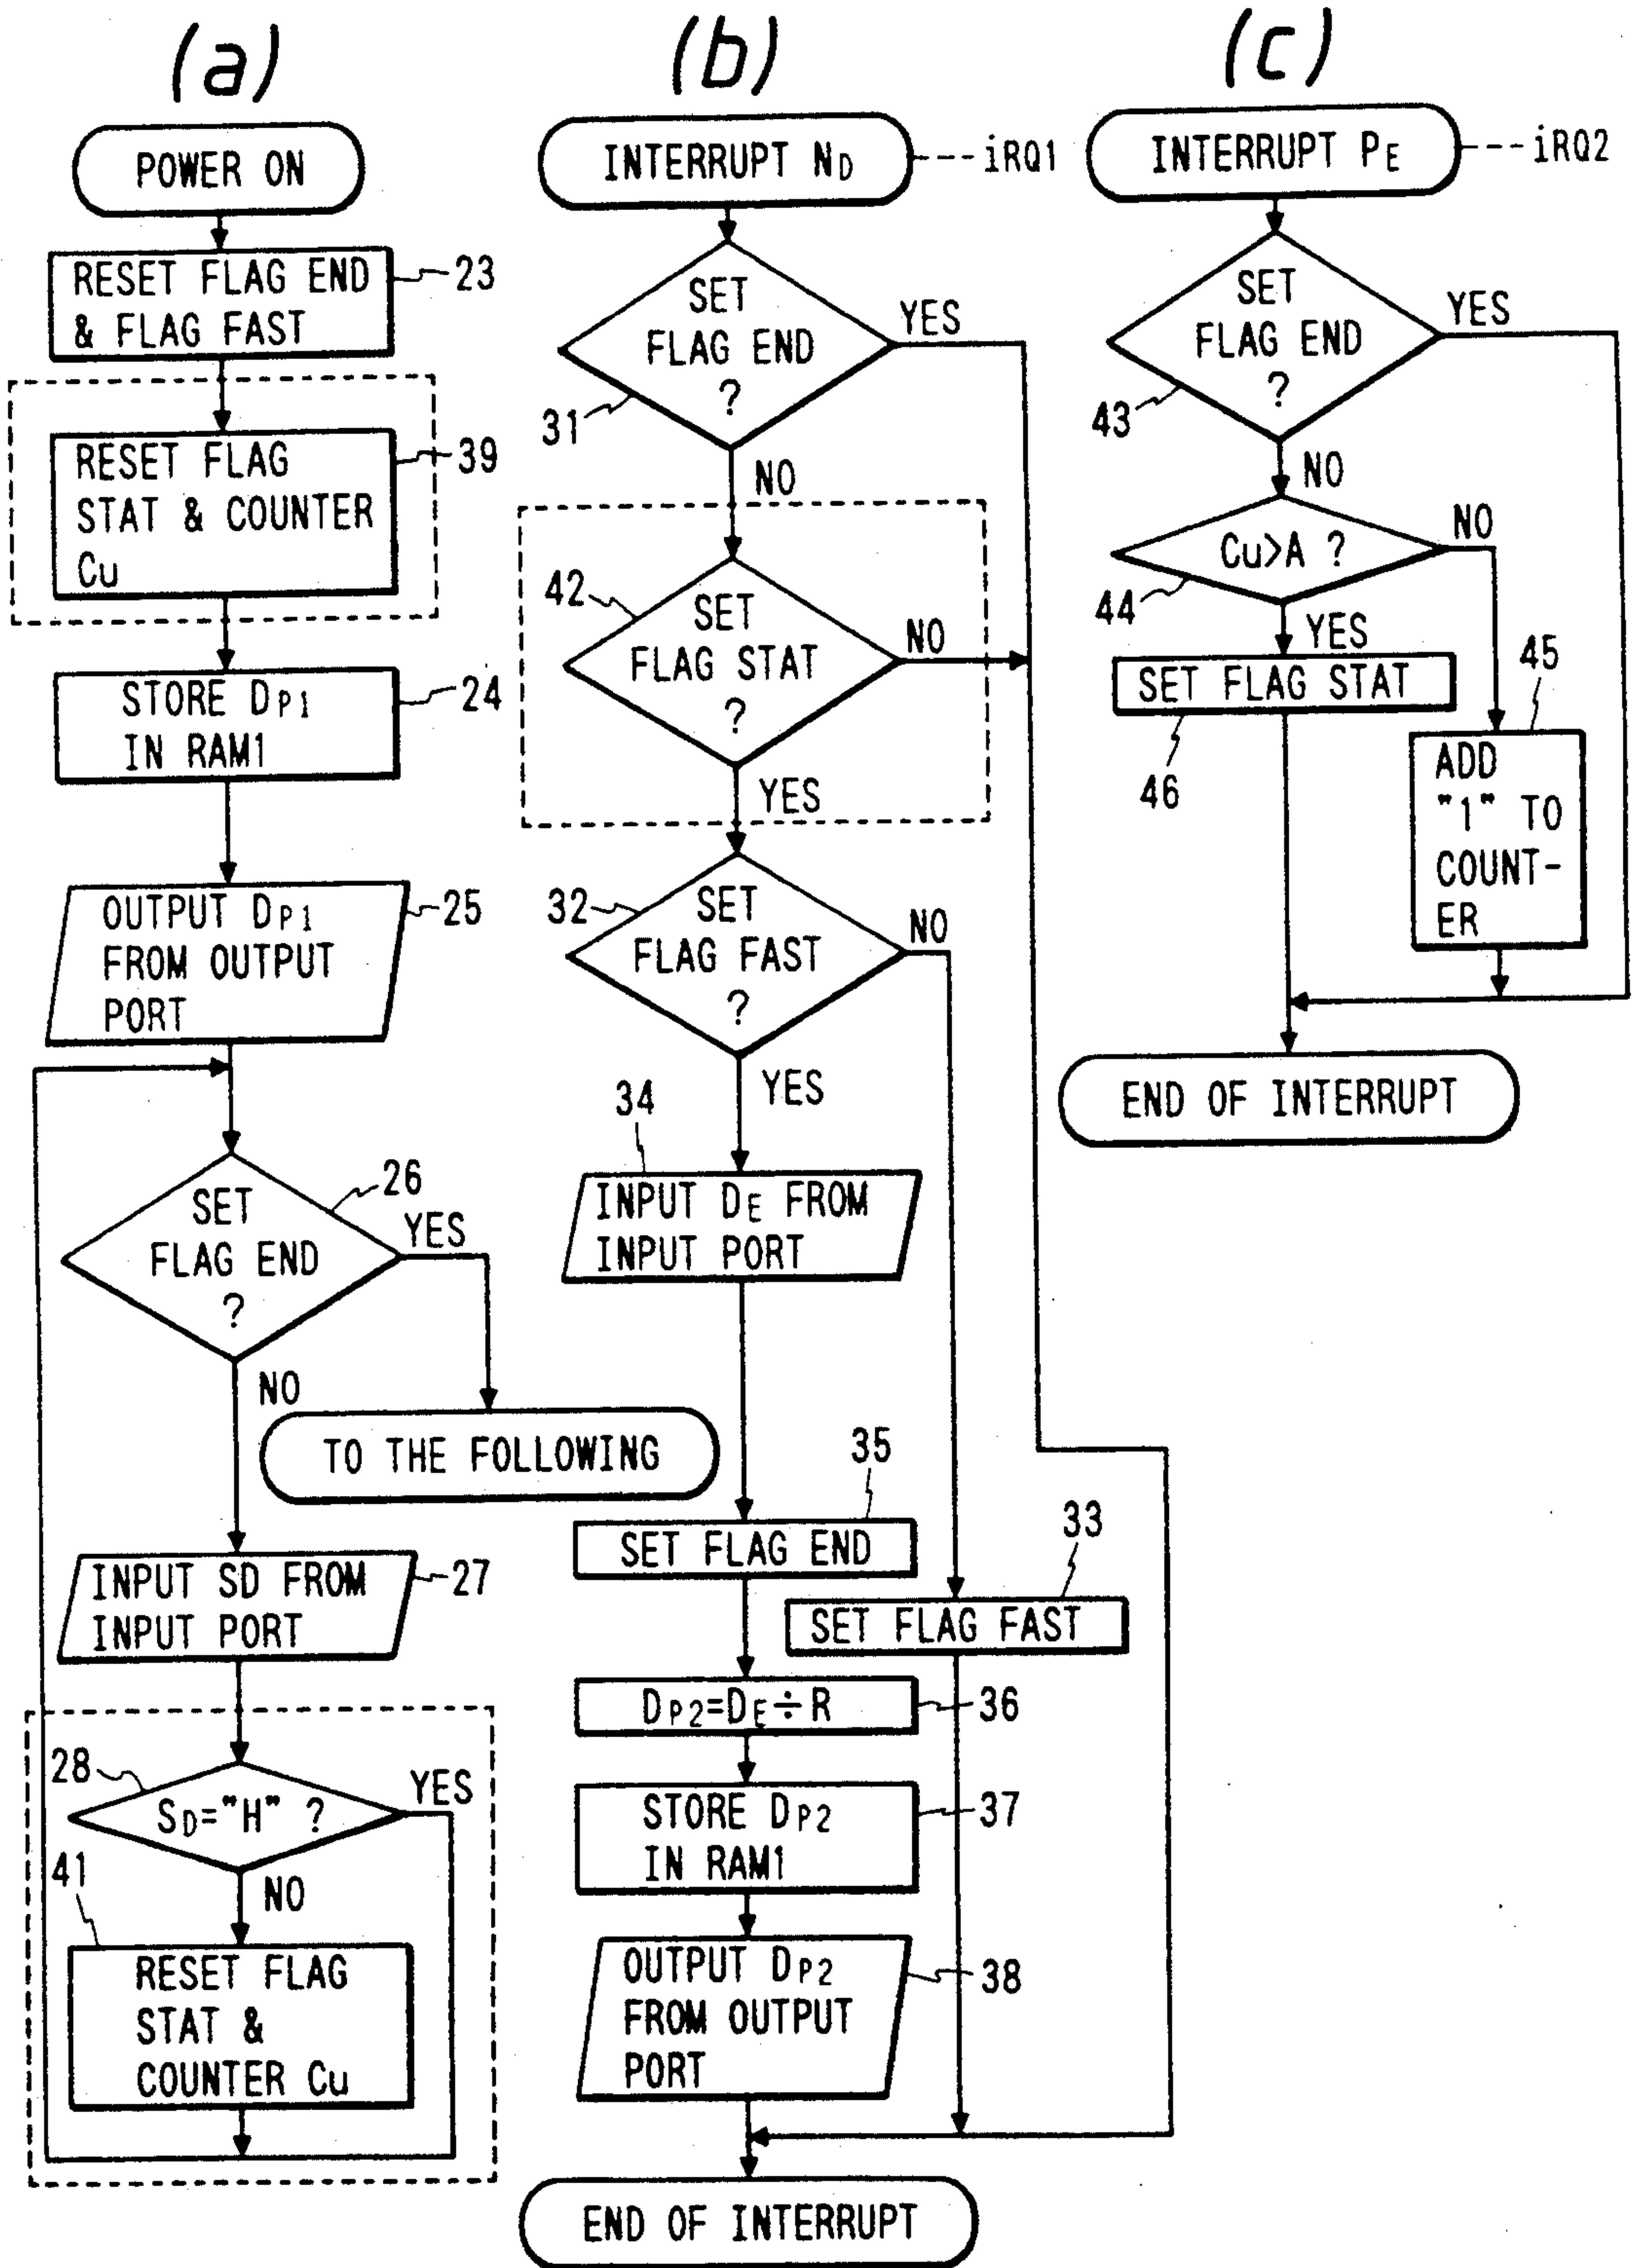 (a)
POWER ON
RESET FLAG END
& FLAG FAST
23
RESET FLAG
STAT & COUNTER
Cu
39
STORE DP1
IN RAM1
24
OUTPUT DP1
FROM OUTPUT
PORT
25
SET
FLAG END
?
26
YES
NO
TO THE FOLLOWING
INPUT SD FROM
INPUT PORT
27
28
SD="H" ?
YES
NO
41
RESET FLAG
STAT &
COUNTER Cu
(b)
INTERRUPT ND
iRQ1
SET
FLAG END
?
31
YES
NO
42
SET
FLAG STAT
?
NO
YES
32
SET
FLAG FAST
?
NO
YES
34
INPUT DE FROM
INPUT PORT
35
SET FLAG END
33
SET FLAG FAST
DP2=DE÷R
36
STORE DP2
IN RAM1
37
OUTPUT DP2
FROM OUTPUT
PORT
38
END OF INTERRUPT
(c)
INTERRUPT PE
iRQ2
SET
FLAG END
?
43
YES
NO
Cu>A ?
44
NO
YES
SET FLAG STAT
46
45
ADD
"1" TO
COUNT-
ER
END OF INTERRUPT